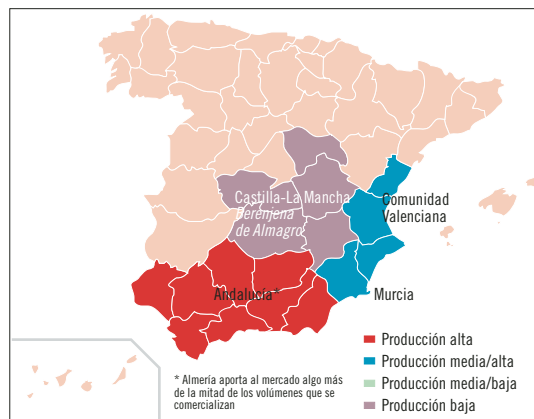 Castilla-La Mancha
Berenjena
de Almagro
Comunidad
Valenciana
Andalucía*
Murcia
Producción alta
Producción media/alta
Producción media/baja
Producción baja
* Almería aporta al mercado algo más
de la mitad de los volúmenes que se
comercializan